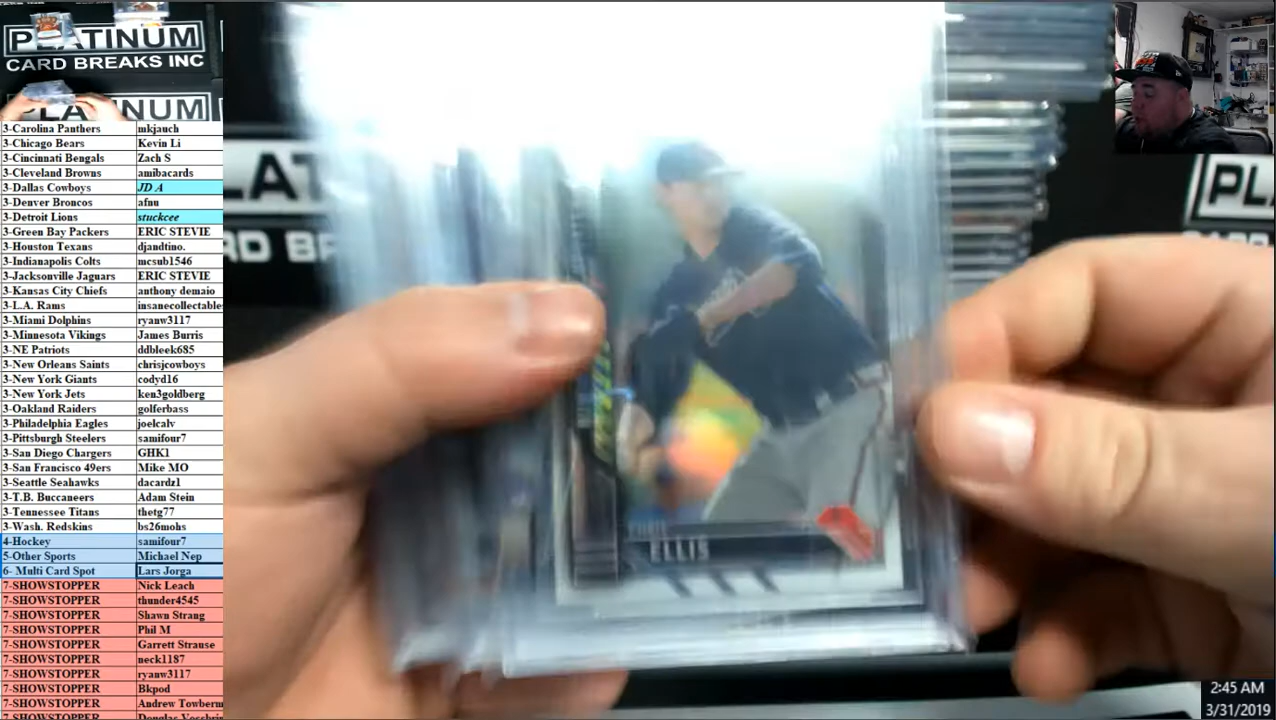 PLATINUM
CARD BREAKS INC
PLATINUM
3-Carolina Panthers mkjauch
3-Chicago Bears Kevin Li
3-Cincinnati Bengals Zach S
3-Cleveland Browns amibacards
3-Dallas Cowboys JD A
3-Denver Broncos afnu
3-Detroit Lions stuckcee
3-Green Bay Packers ERIC STEVIE
3-Houston Texans djandtino.
3-Indianapolis Colts mcsub1546
3-Jacksonville Jaguars ERIC STEVIE
3-Kansas City Chiefs anthony demaio
3-L.A. Rams insanecollectables
3-Miami Dolphins ryanw3117
3-Minnesota Vikings James Burris
3-NE Patriots ddbleek685
3-New Orleans Saints chrisjcowboys
3-New York Giants codyd16
3-New York Jets ken3goldberg
3-Oakland Raiders golferbass
3-Philadelphia Eagles joelcalv
3-Pittsburgh Steelers samifour7
3-San Diego Chargers GHK1
3-San Francisco 49ers Mike MO
3-Seattle Seahawks dacardz1
3-T.B. Buccaneers Adam Stein
3-Tennessee Titans thetg77
3-Wash. Redskins bs26mohs
4-Hockey samifour7
5-Other Sports Michael Nep
6- Multi Card Spot Lars Jorga
7-SHOWSTOPPER Nick Leach
7-SHOWSTOPPER thunder4545
7-SHOWSTOPPER Shawn Strang
7-SHOWSTOPPER Phil M
7-SHOWSTOPPER Garrett Strause
7-SHOWSTOPPER neck1187
7-SHOWSTOPPER ryanw3117
7-SHOWSTOPPER Bkpod
7-SHOWSTOPPER Andrew Towberm
7-SHOWSTOPPER
LAT
RD B
ELLIS
PL
2:45 AM
3/31/2019